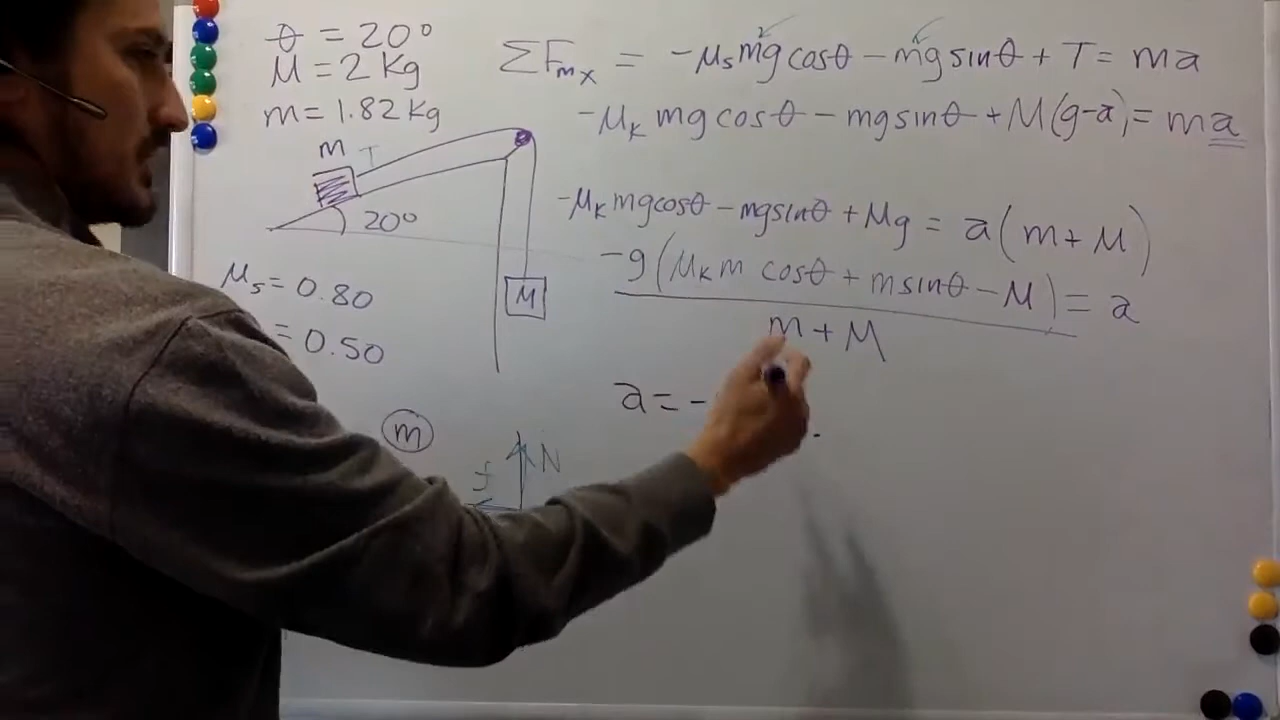 θ = 20°
M = 2 Kg
m = 1.82 Kg
m T
20°
M
μs = 0.80
= 0.50
m
f N
ΣFmx = -μs mg cosθ - mg sinθ + T = ma
-μK mg cosθ - mg sinθ + M(g-a) = ma
-μK mg cosθ - mg sinθ + Mg = a(m + M)
-g(μK m cosθ + m sinθ - M) = a
m + M
a = -